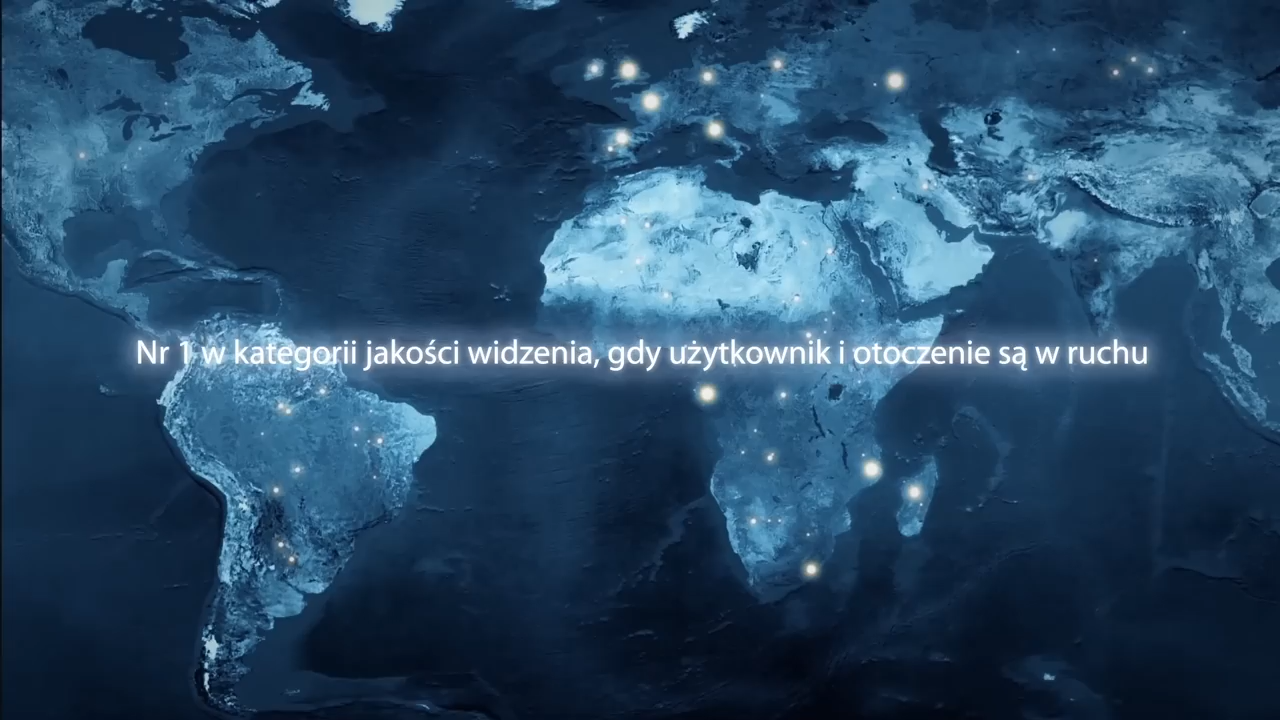 Nr 1 w kategorii jakości widzenia, gdy użytkownik i otoczenie są w ruchu